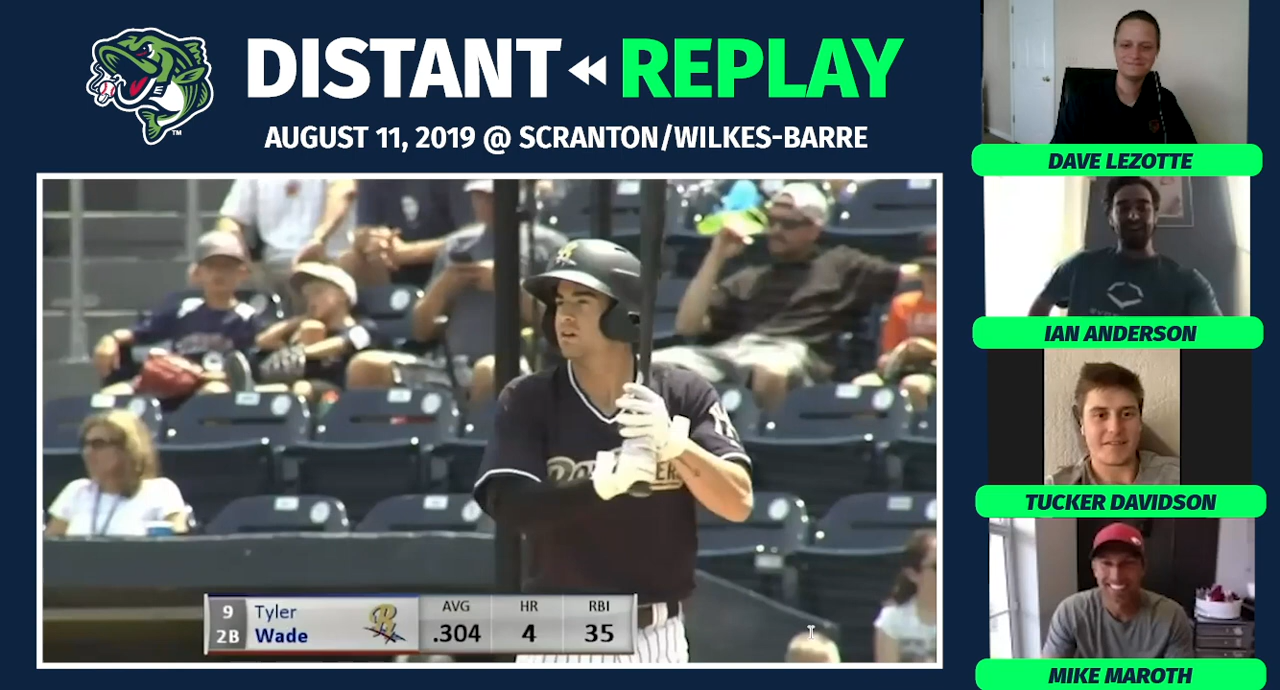 DISTANT REPLAY
AUGUST 11, 2019 @ SCRANTON/WILKES-BARRE
TM
DAVE LEZOTTE
IAN ANDERSON
TUCKER DAVIDSON
MIKE MAROTH
9 Tyler
2B Wade
AVG HR RBI
.304 4 35